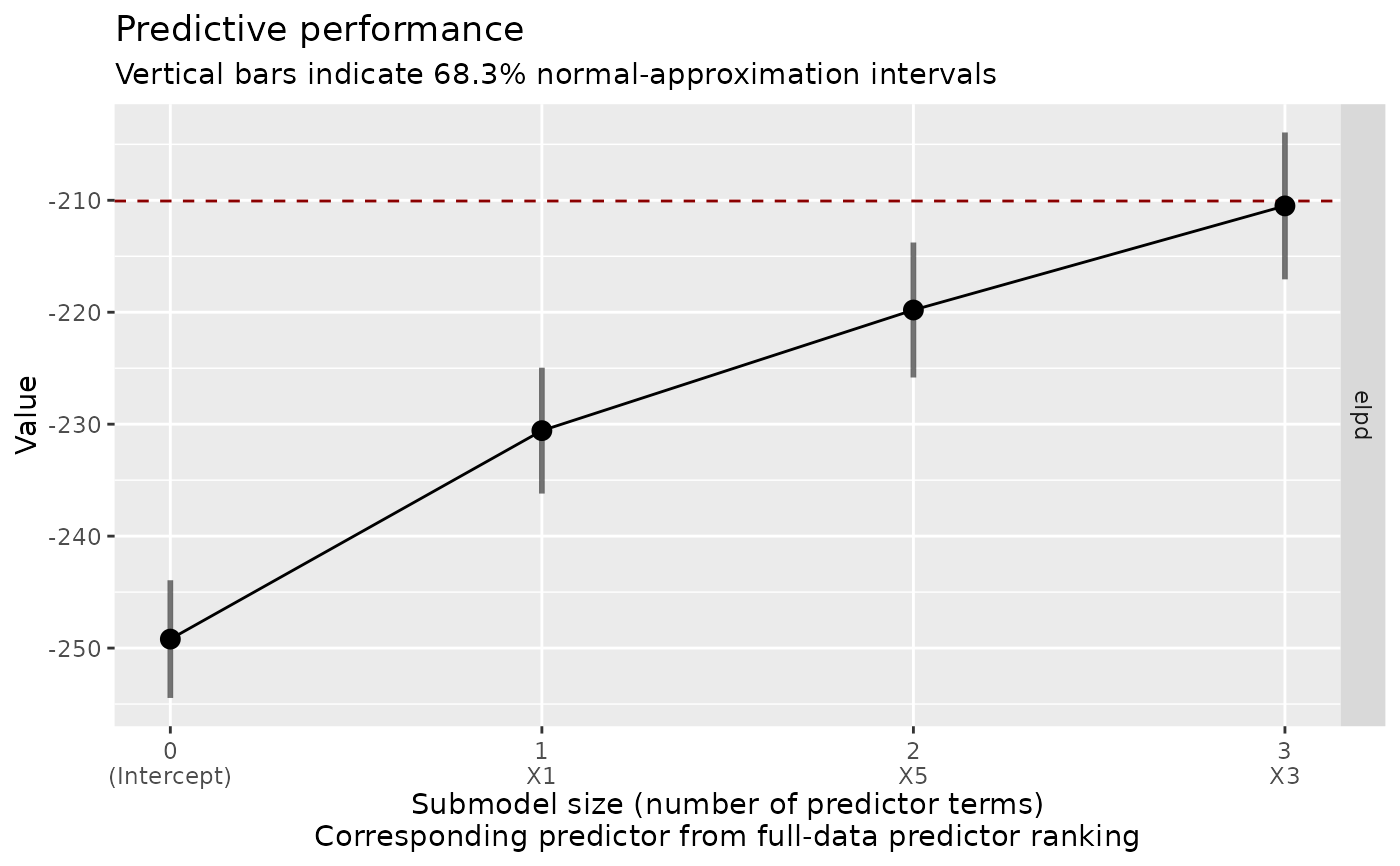 Predictive performance
Vertical bars indicate 68.3% normal-approximation intervals
Value
-210
-220
-230
-240
-250
elpd
0 1 2 3
(Intercept) X1 X5 X3
Submodel size (number of predictor terms)
Corresponding predictor from full-data predictor ranking